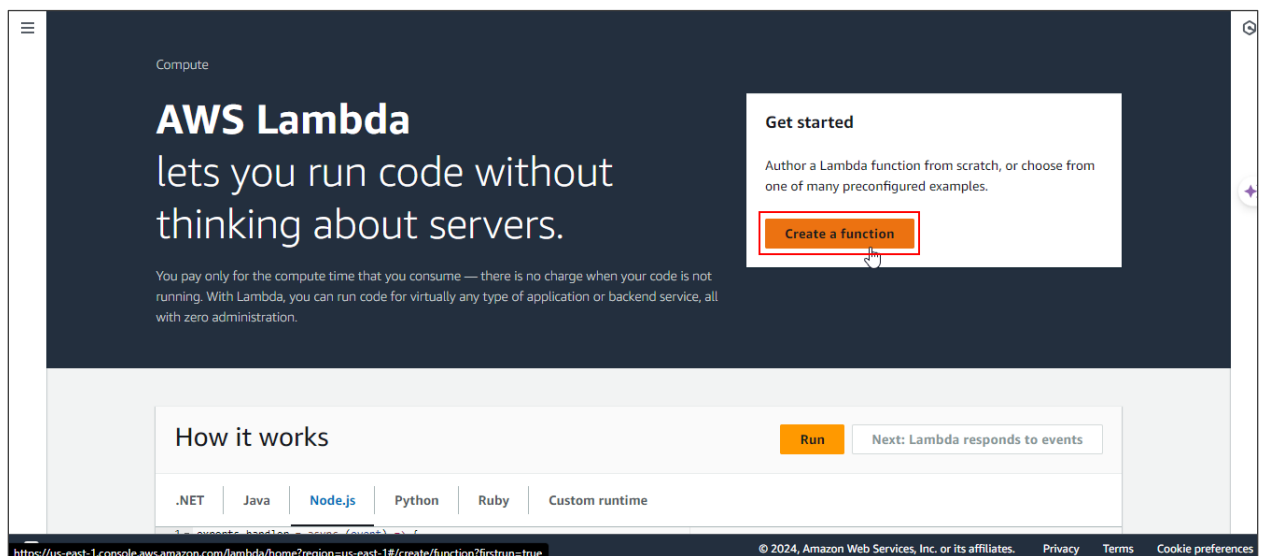 Compute
AWS Lambda
lets you run code without
thinking about servers.
You pay only for the compute time that you consume — there is no charge when your code is not
running. With Lambda, you can run code for virtually any type of application or backend service, all
with zero administration.
Get started
Author a Lambda function from scratch, or choose from
one of many preconfigured examples.
Create a function
How it works
Run
Next: Lambda responds to events
.NET
Java
Node.js
Python
Ruby
Custom runtime
1 exports.handler = async (event) => {
https://us-east-1.console.aws.amazon.com/lambda/home?region=us-east-1#/create/function?firstrun=true
© 2024, Amazon Web Services, Inc. or its affiliates.
Privacy
Terms
Cookie preferences